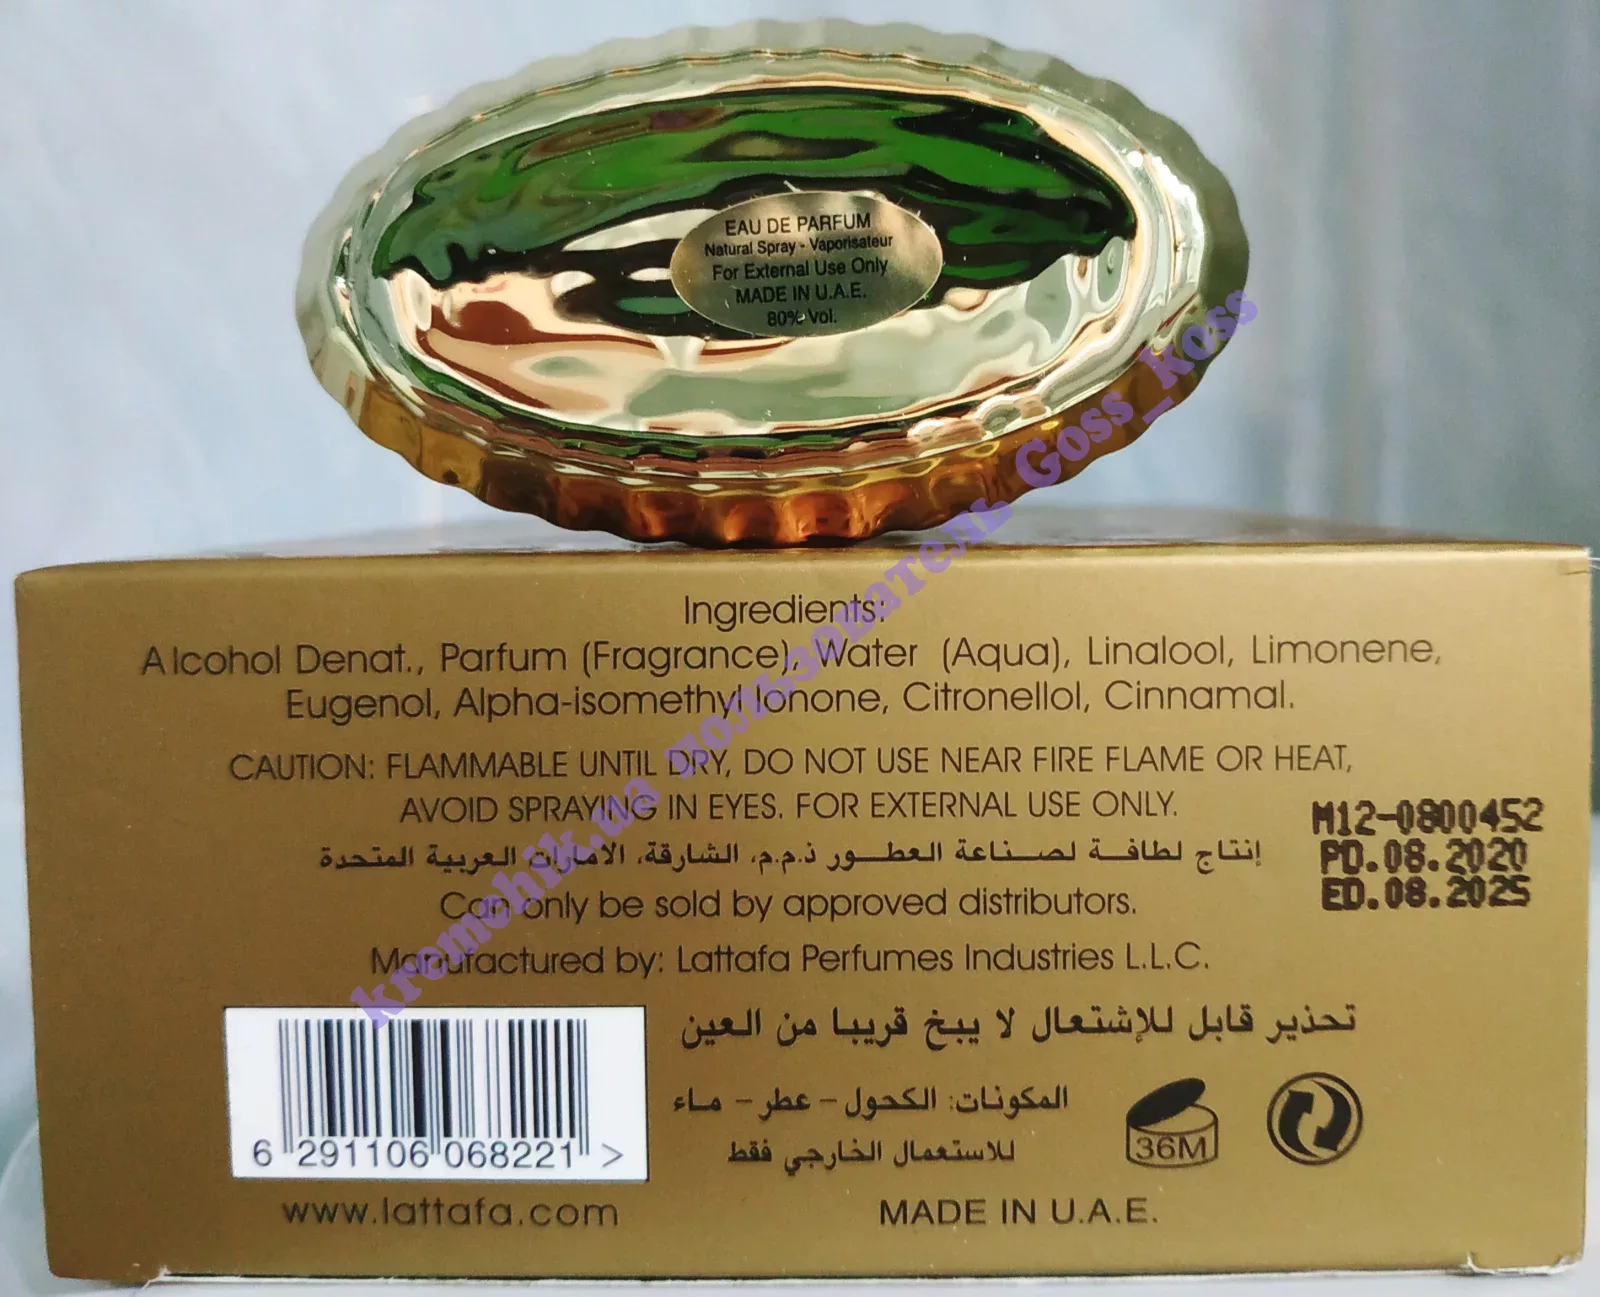 EAU DE PARFUM
Natural Spray - Vaporisateur
For External Use Only
MADE IN U.A.E.
80% Vol.
Ingredients:
Alcohol Denat., Parfum (Fragrance), Water (Aqua), Linalool, Limonene,
Eugenol, Alpha-isomethyl Ionone, Citronellol, Cinnamal.
CAUTION: FLAMMABLE UNTIL DRY, DO NOT USE NEAR FIRE FLAME OR HEAT,
AVOID SPRAYING IN EYES. FOR EXTERNAL USE ONLY.
M12-0800452
PD.08.2020
ED.08.2025
إنتاج لطافة لصناعة العطور ذ.م.م، الشارقة، الامارات العربية المتحدة
Can only be sold by approved distributors.
Manufactured by: Lattafa Perfumes Industries L.L.C.
تحذير قابل للإشتعال لا يبخ قريبا من العين
المكونات: الكحول - عطر - ماء
للاستعمال الخارجي فقط
36M
6 291106 068221 >
www.lattafa.com
MADE IN U.A.E.
kremchik.ua пользователь Goss_koss